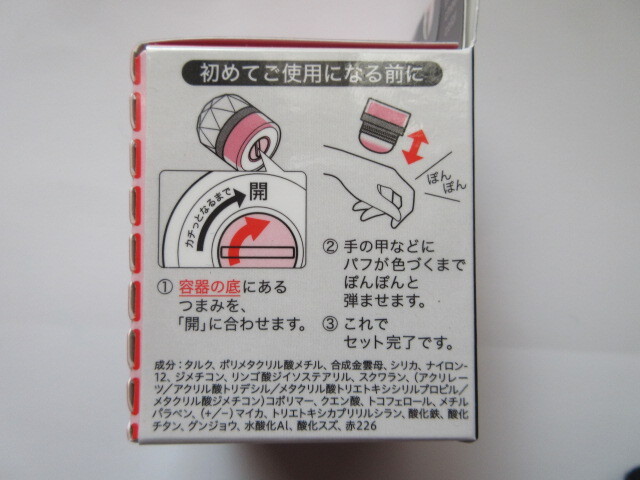 初めてご使用になる前に
カチっとなるまで
開
ぽん
ぽん
① 容器の底にある
つまみを、
「開」に合わせます。
② 手の甲などに
パフが色づくまで
ぽんぽんと
弾ませます。
③ これで
セット完了です。
成分：タルク、ポリメタクリル酸メチル、合成金雲母、シリカ、ナイロン-
12、ジメチコン、リンゴ酸ジイソステアリル、スクワラン、（アクリレー
ツ/アクリル酸トリデシル/メタクリル酸トリエトキシシリルプロピル/
メタクリル酸ジメチコン）コポリマー、クエン酸、トコフェロール、メチル
パラベン、（+/−）マイカ、トリエトキシカプリリルシラン、酸化鉄、酸化
チタン、グンジョウ、水酸化Al、酸化スズ、赤226